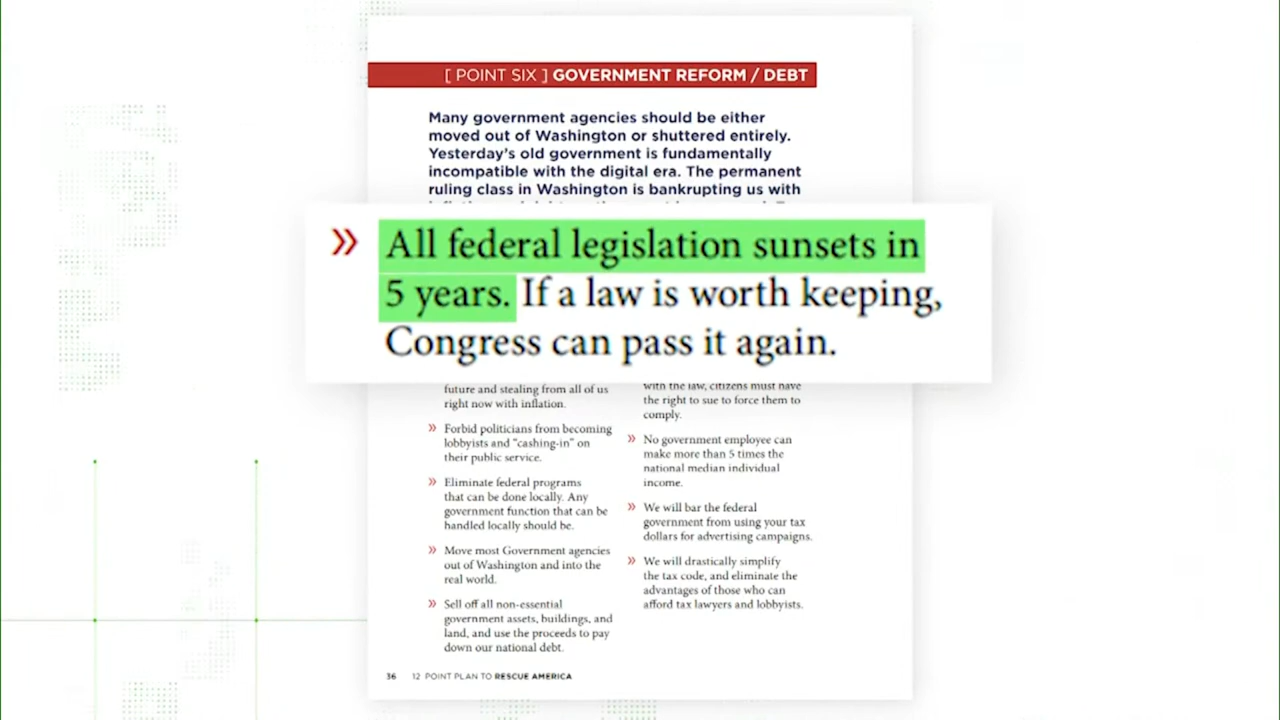 [ POINT SIX ] GOVERNMENT REFORM / DEBT
Many government agencies should be either
moved out of Washington or shuttered entirely.
Yesterday's old government is fundamentally
incompatible with the digital era. The permanent
ruling class in Washington is bankrupting us with
» All federal legislation sunsets in
5 years. If a law is worth keeping,
Congress can pass it again.
future and stealing from all of us
right now with inflation.
» Forbid politicians from becoming
lobbyists and "cashing-in" on
their public service.
» Eliminate federal programs
that can be done locally. Any
government function that can be
handled locally should be.
» Move most Government agencies
out of Washington and into the
real world.
» Sell off all non-essential
government assets, buildings, and
land, and use the proceeds to pay
down our national debt.
with the law, citizens must have
the right to sue to force them to
comply.
» No government employee can
make more than 5 times the
national median individual
income.
» We will bar the federal
government from using your tax
dollars for advertising campaigns.
» We will drastically simplify
the tax code, and eliminate the
advantages of those who can
afford tax lawyers and lobbyists.
36 12 POINT PLAN TO RESCUE AMERICA